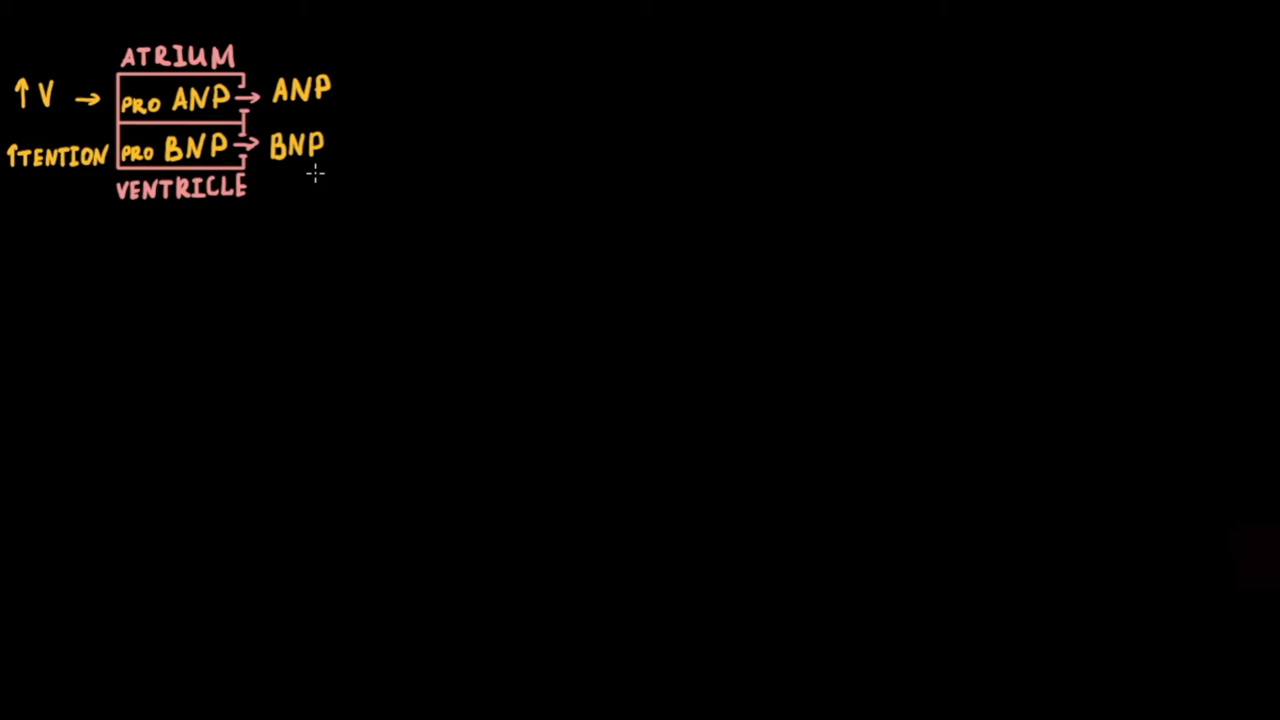 ATRIUM
↑ V → PRO ANP → ANP
↑TENTION PRO BNP → BNP
VENTRICLE